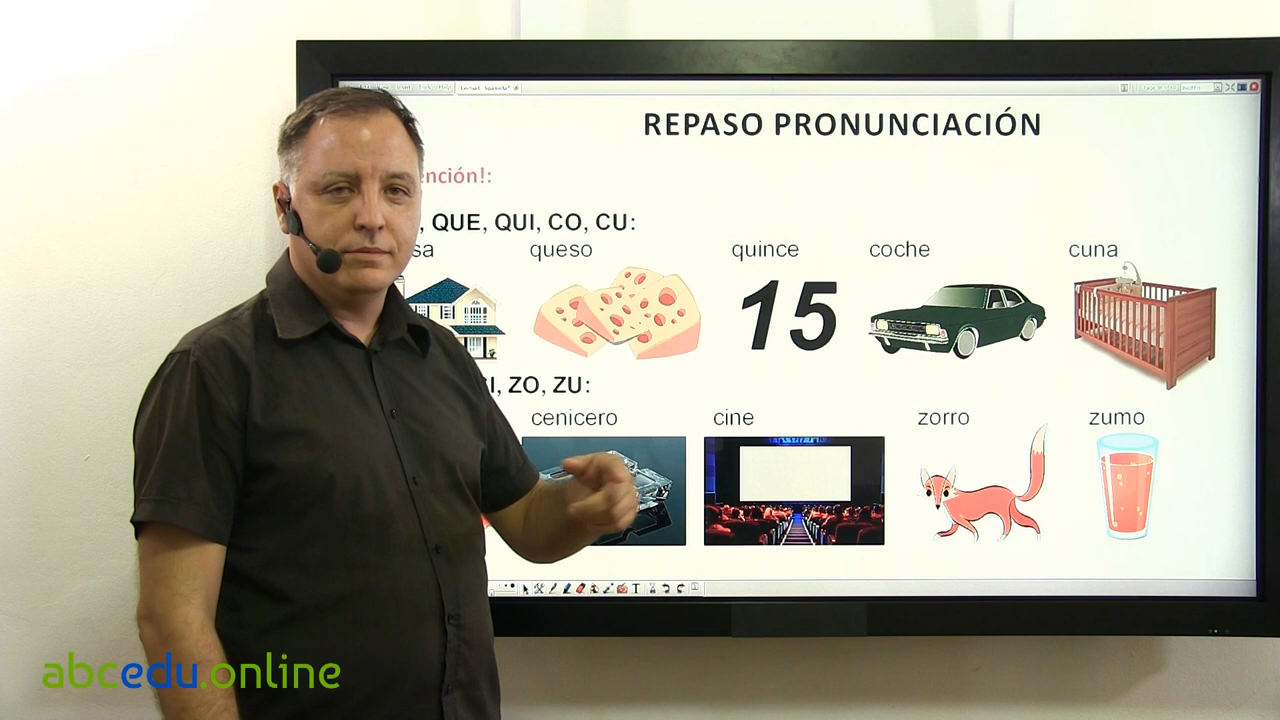 REPASO PRONUNCIACIÓN
ención!:
, QUE, QUI, CO, CU:
sa queso quince coche cuna
15
I, ZO, ZU:
cenicero cine zorro zumo
abcedu.online